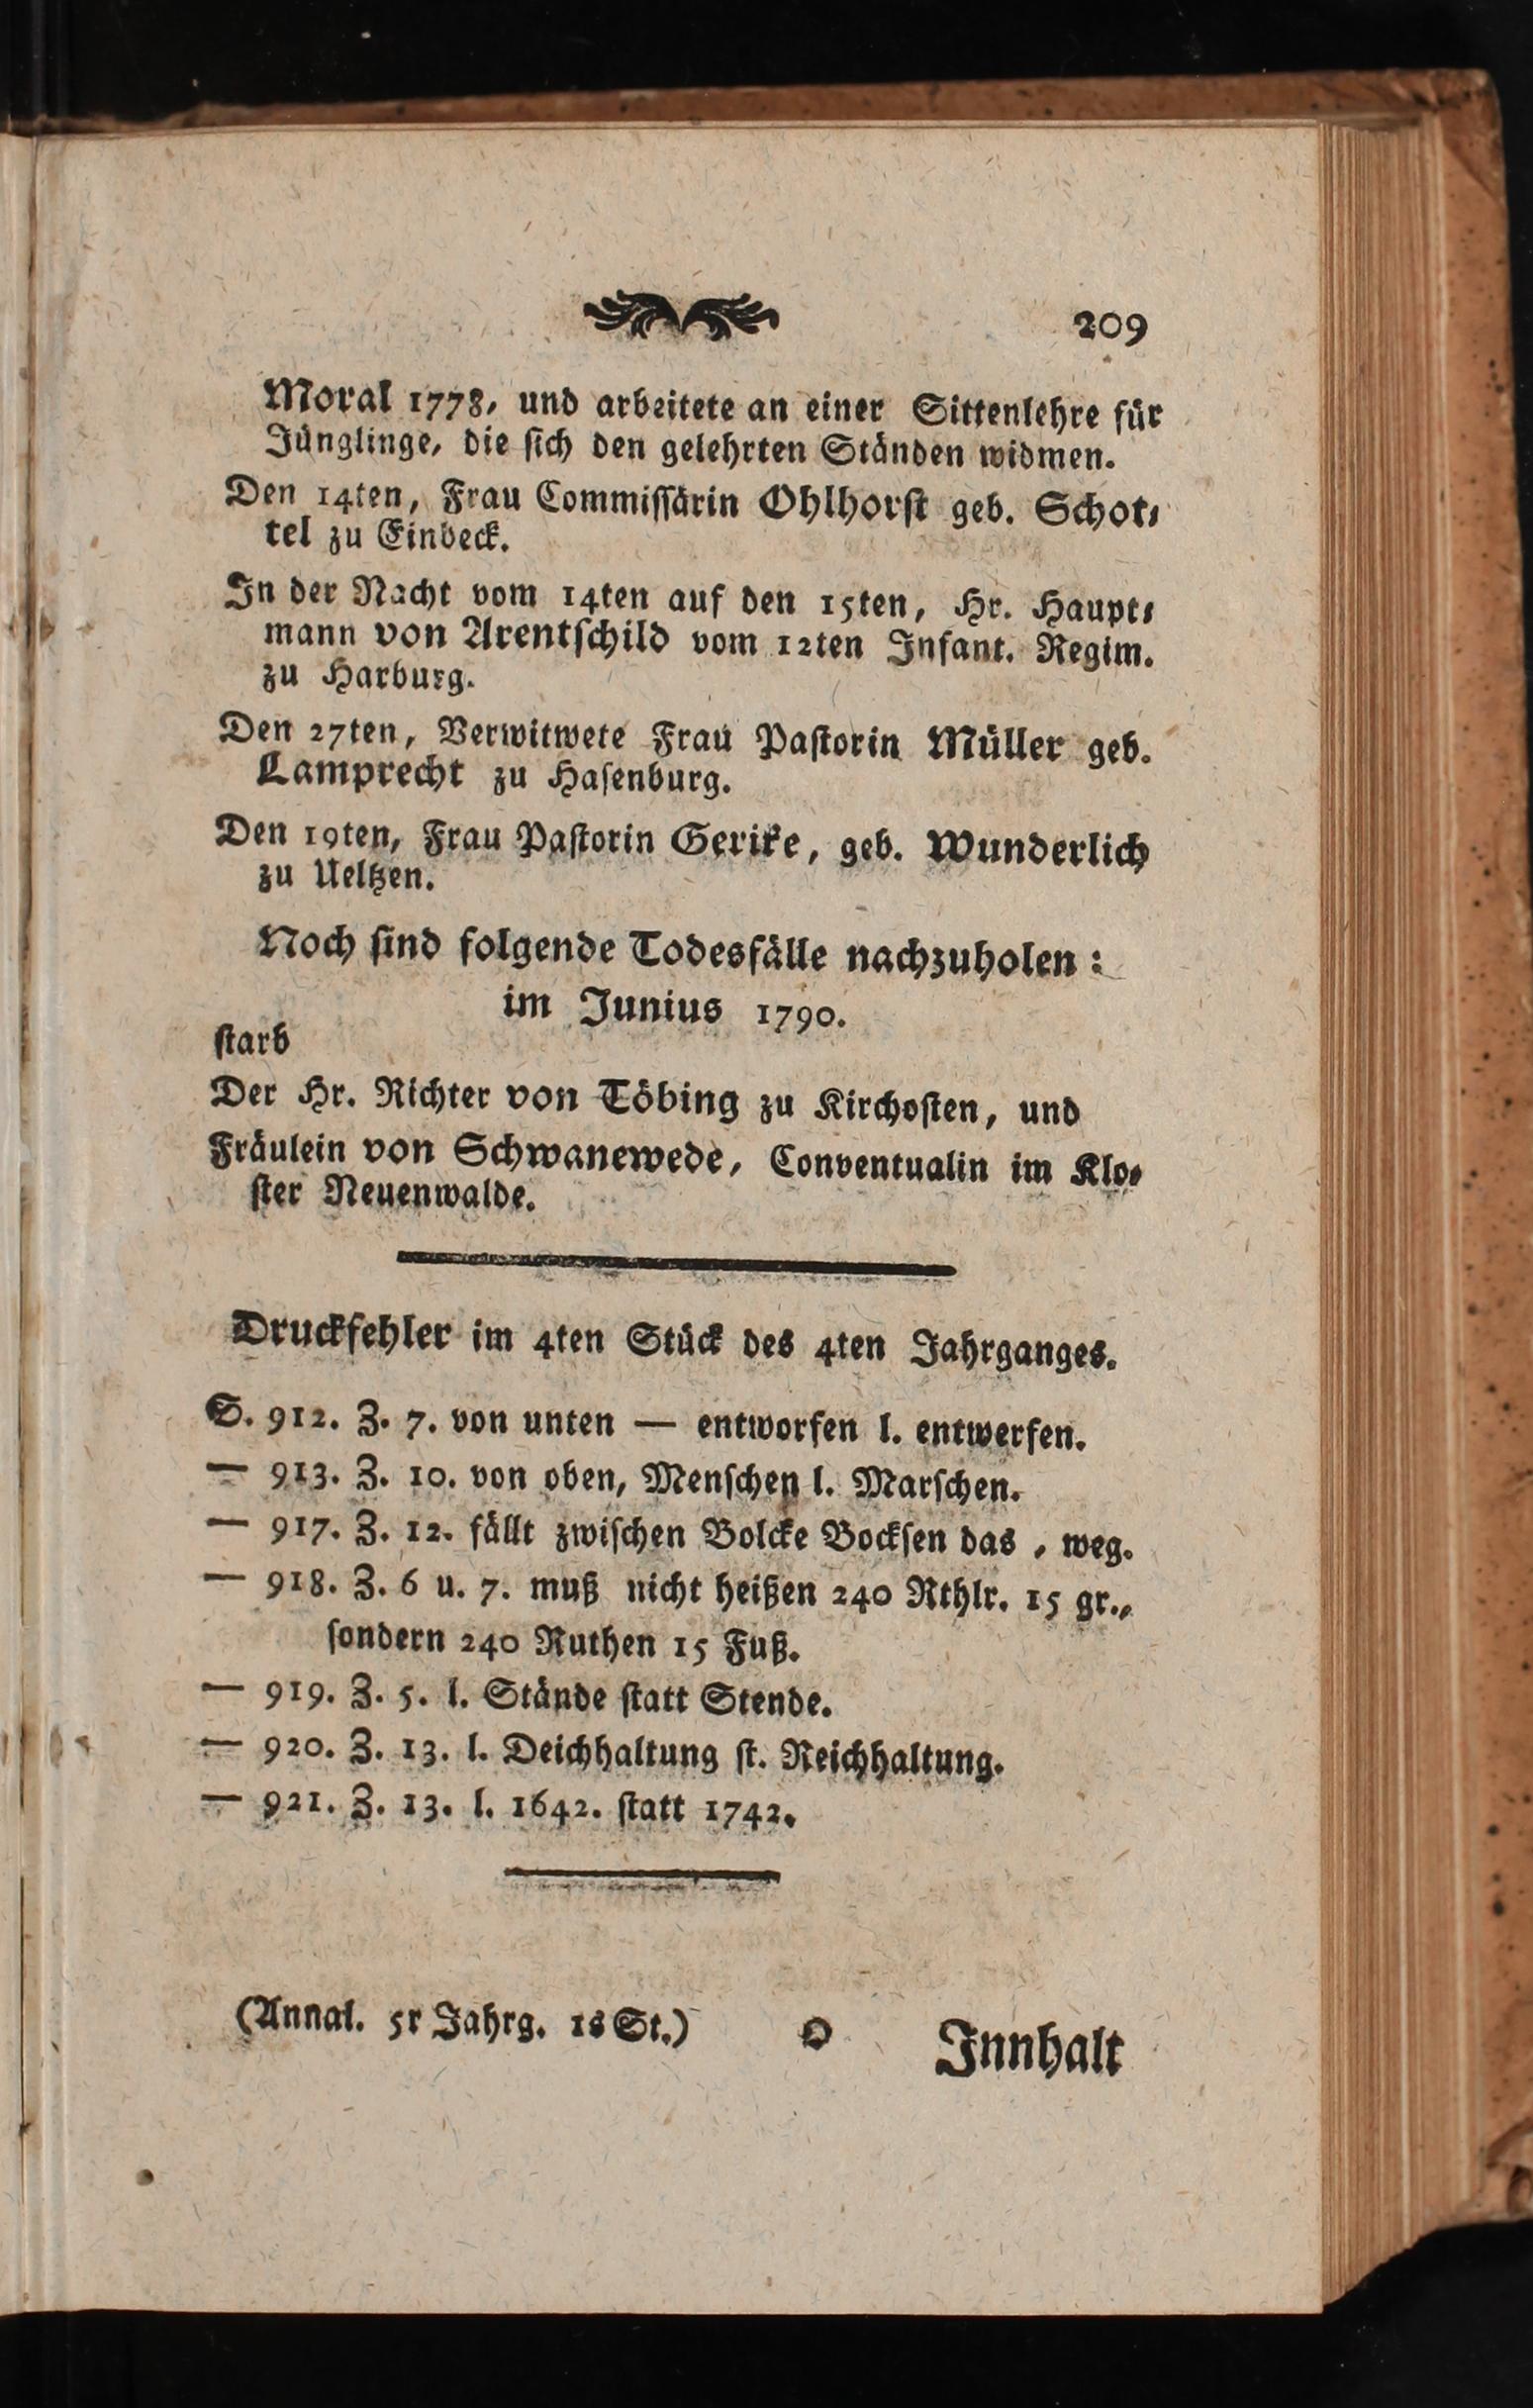 209
Moral 1778, und arbeitete an einer Sittenlehre für
Jünglinge, die sich den gelehrten Ständen widmen.
Den 14ten, Frau Commissärin Ohlhorst geb. Schot-
tel zu Einbeck.
In der Nacht vom 14ten auf den 15ten, Hr. Haupt-
mann von Arentschild vom 12ten Infant. Regim.
zu Harburg.
Den 27ten, Verwitwete Frau Pastorin Müller geb.
Lamprecht zu Hasenburg.
Den 19ten, Frau Pastorin Gerike, geb. Wunderlich
zu Ueltzen.
Noch sind folgende Todesfälle nachzuholen:
im Junius 1790.
starb
Der Hr. Richter von Töbing zu Kirchosten, und
Fräulein von Schwanewede, Conventualin im Klo-
ster Neuenwalde.
Druckfehler im 4ten Stück des 4ten Jahrganges.
S. 912. Z. 7. von unten — entworfen l. entwerfen.
— 913. Z. 10. von oben, Menschen l. Marschen.
— 917. Z. 12. fällt zwischen Bolcke Bocksen das , weg.
— 918. Z. 6 u. 7. muß nicht heißen 240 Rthlr. 15 gr.,
sondern 240 Ruthen 15 Fuß.
— 919. Z. 5. l. Stände statt Stende.
— 920. Z. 13. l. Deichhaltung st. Reichhaltung.
— 921. Z. 13. l. 1642. statt 1742.
(Annal. 5r Jahrg. 1s St.) O Innhalt